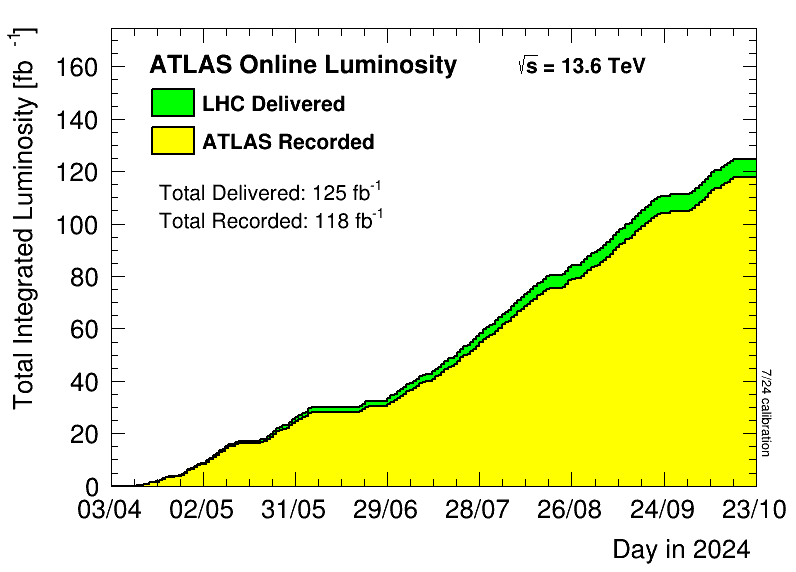 Total Integrated Luminosity [fb⁻¹]
ATLAS Online Luminosity
√s = 13.6 TeV
LHC Delivered
ATLAS Recorded
Total Delivered: 125 fb⁻¹
Total Recorded: 118 fb⁻¹
160
140
120
100
80
60
40
20
0
7/24 calibration
03/04 02/05 31/05 29/06 28/07 26/08 24/09 23/10
Day in 2024